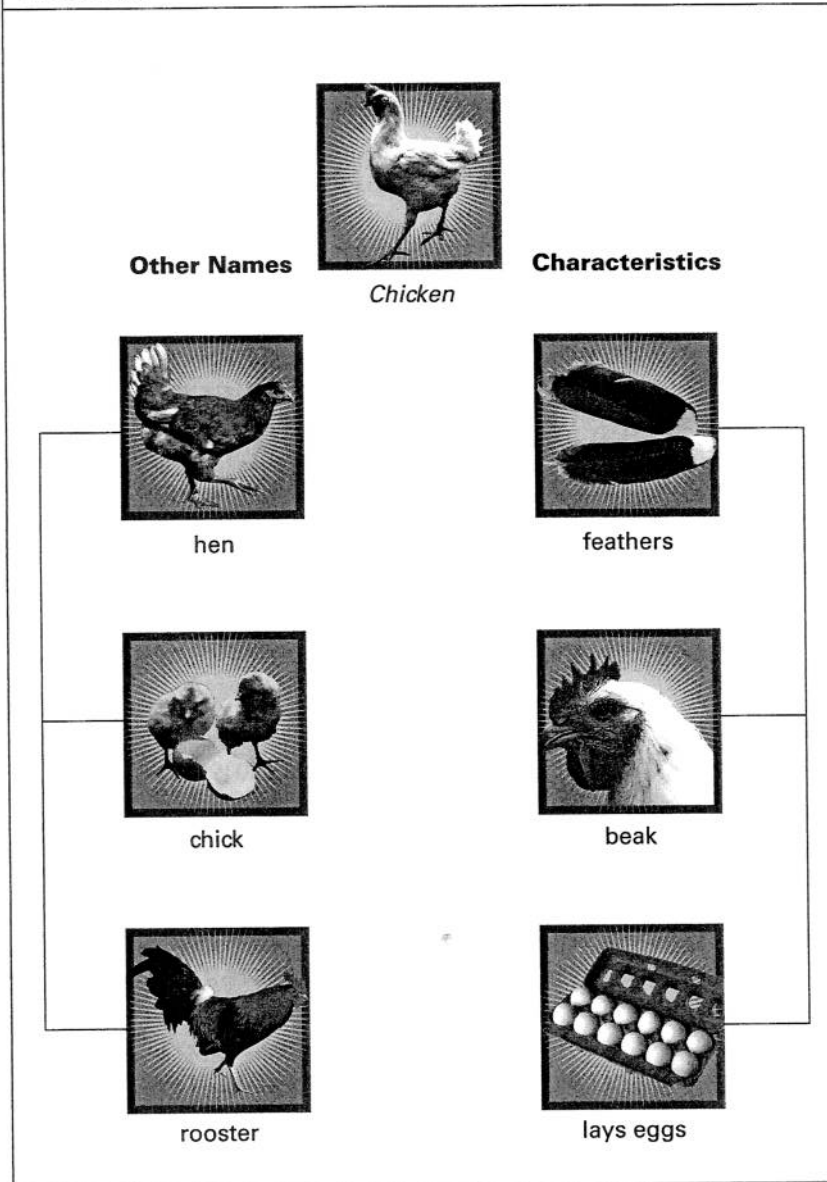 Other Names
Characteristics
Chicken
hen
feathers
chick
beak
rooster
lays eggs